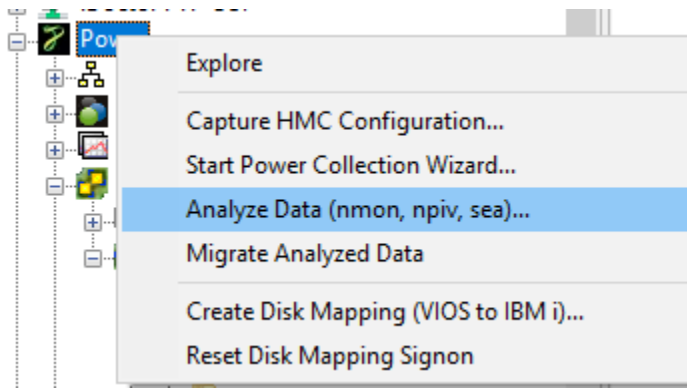 Pow
Explore
Capture HMC Configuration...
Start Power Collection Wizard...
Analyze Data (nmon, npiv, sea)...
Migrate Analyzed Data
Create Disk Mapping (VIOS to IBM i)...
Reset Disk Mapping Signon